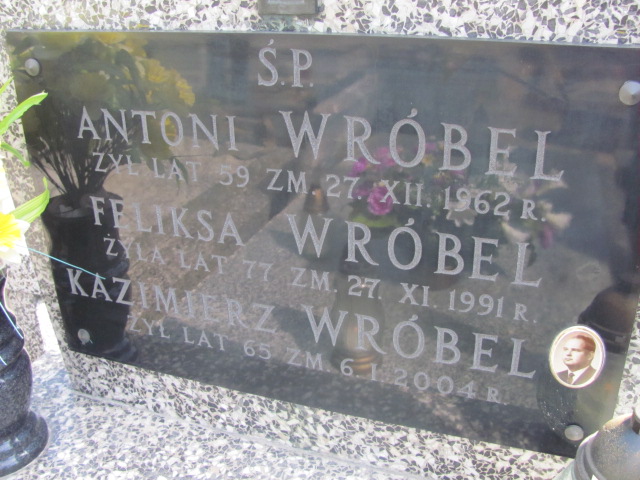 Ś.P.
ANTONI WRÓBEL
ŻYŁ LAT 59 ZM. 27. XII. 1962 R.
FELIKSA WRÓBEL
ŻYŁA LAT 77 ZM. 27. XI. 1991 R.
KAZIMIERZ WRÓBEL
ŻYŁ LAT 65 ZM. 6. I. 2004 R.